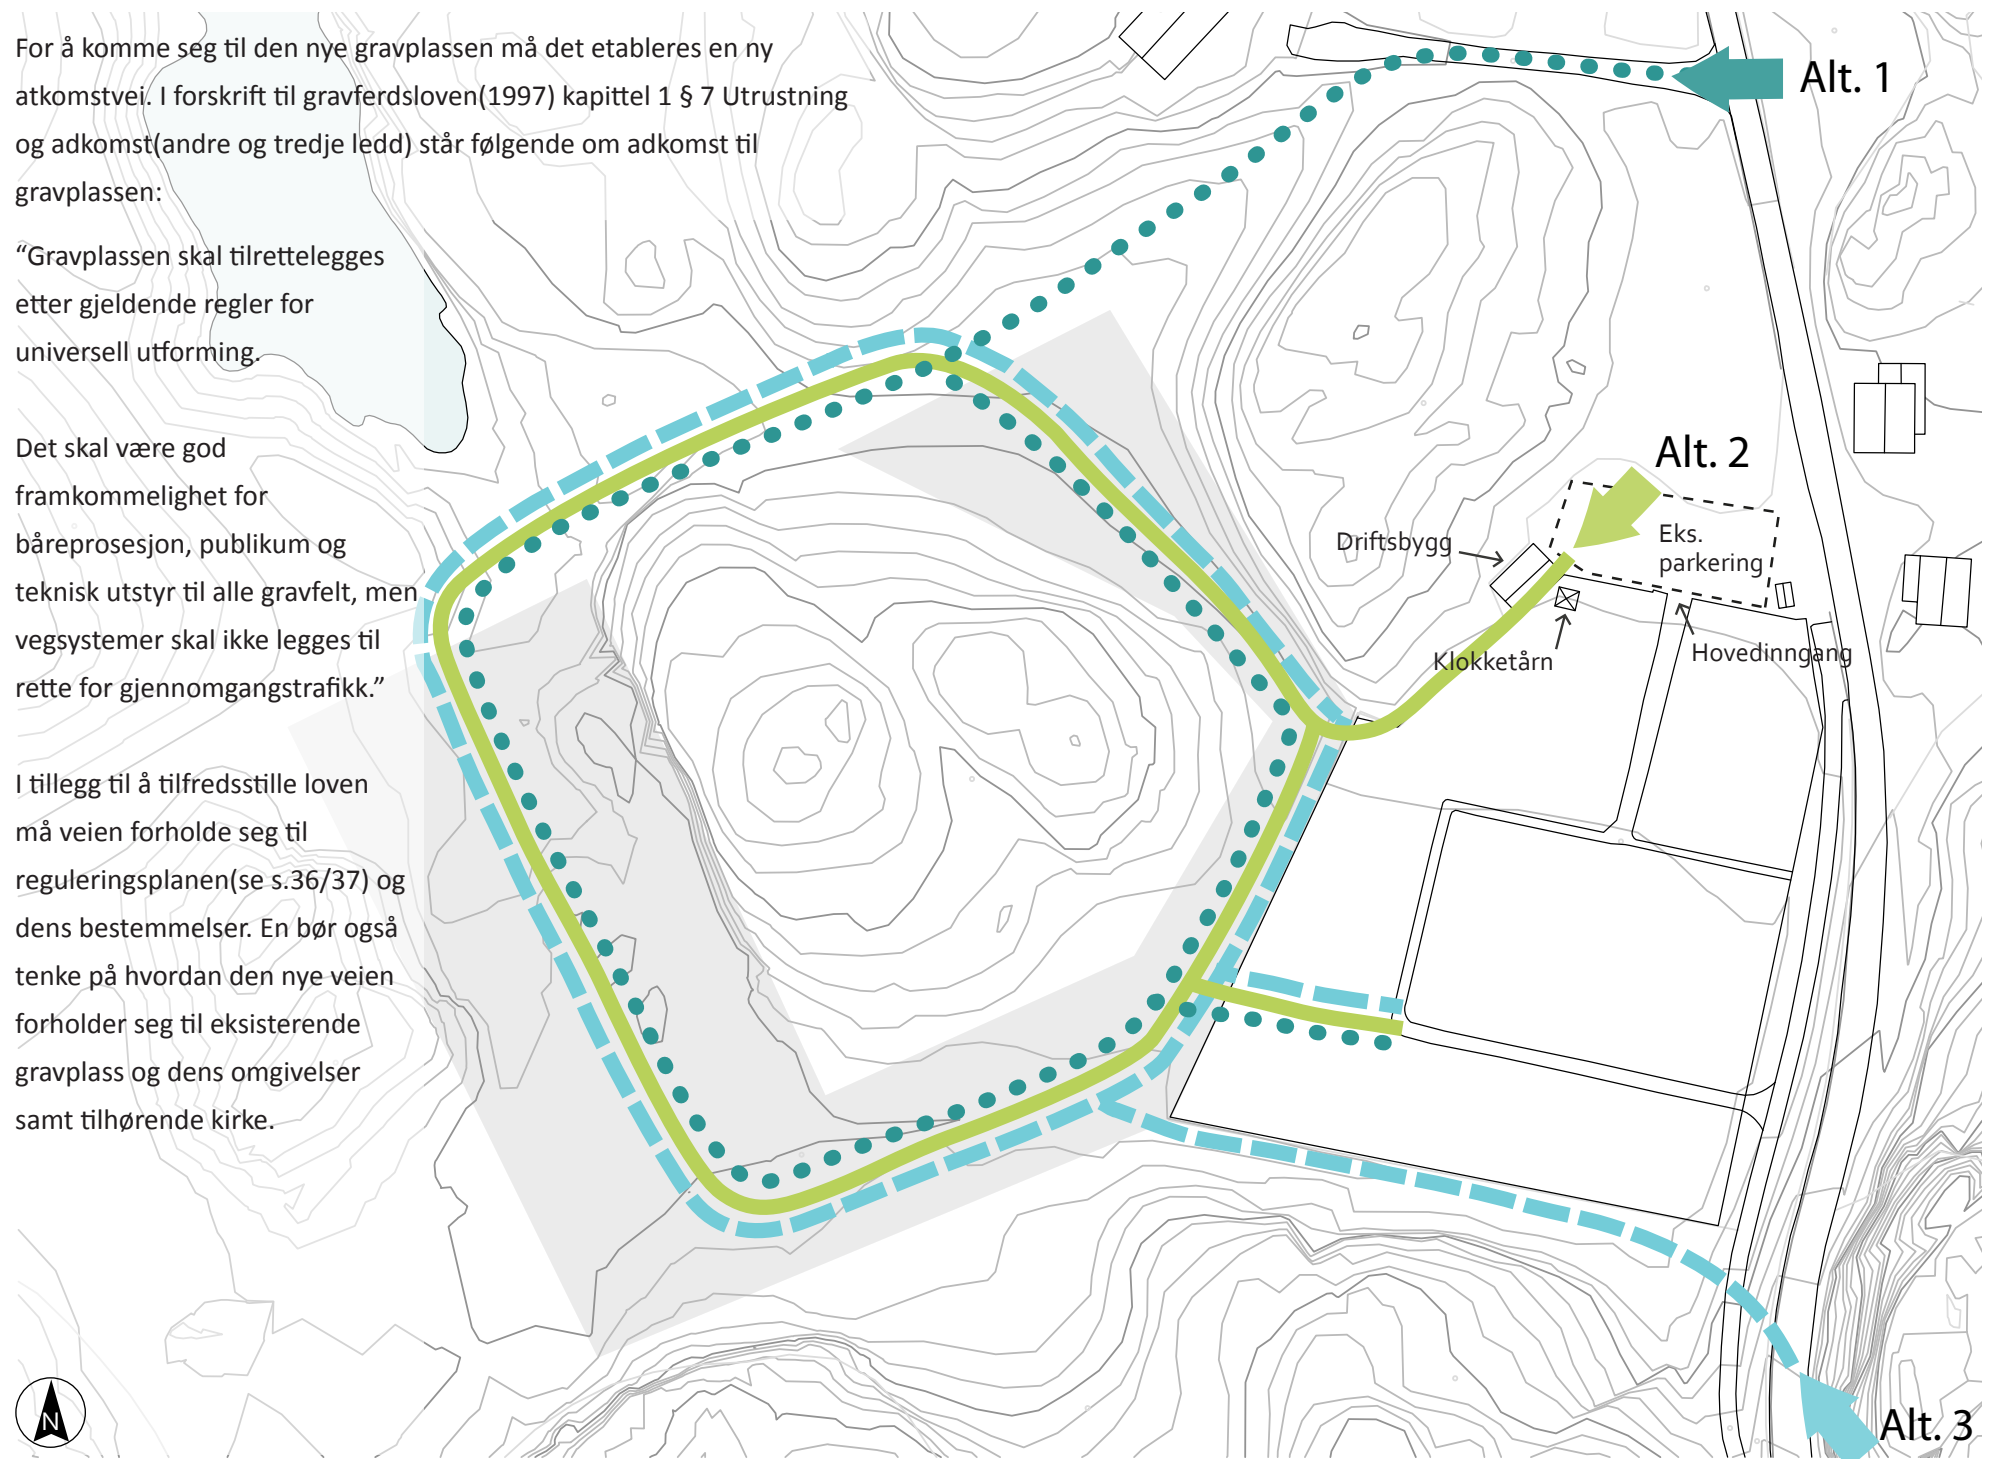 For å komme seg til den nye gravplassen må det etableres en ny
atkomstvei. I forskrift til gravferdsloven(1997) kapittel 1 § 7 Utrustning
og adkomst(andre og tredje ledd) står følgende om adkomst til
gravplassen:
“Gravplassen skal tilrettelegges
etter gjeldende regler for
universell utforming.
Det skal være god
framkommelighet for
båreprosesjon, publikum og
teknisk utstyr til alle gravfelt, men
vegsystemer skal ikke legges til
rette for gjennomgangstrafikk.”
I tillegg til å tilfredsstille loven
må veien forholde seg til
reguleringsplanen(se s.36/37) og
dens bestemmelser. En bør også
tenke på hvordan den nye veien
forholder seg til eksisterende
gravplass og dens omgivelser
samt tilhørende kirke.
Alt. 1
Alt. 2
Driftsbygg
Eks.
parkering
Klokketårn
Hovedinngang
Alt. 3
N